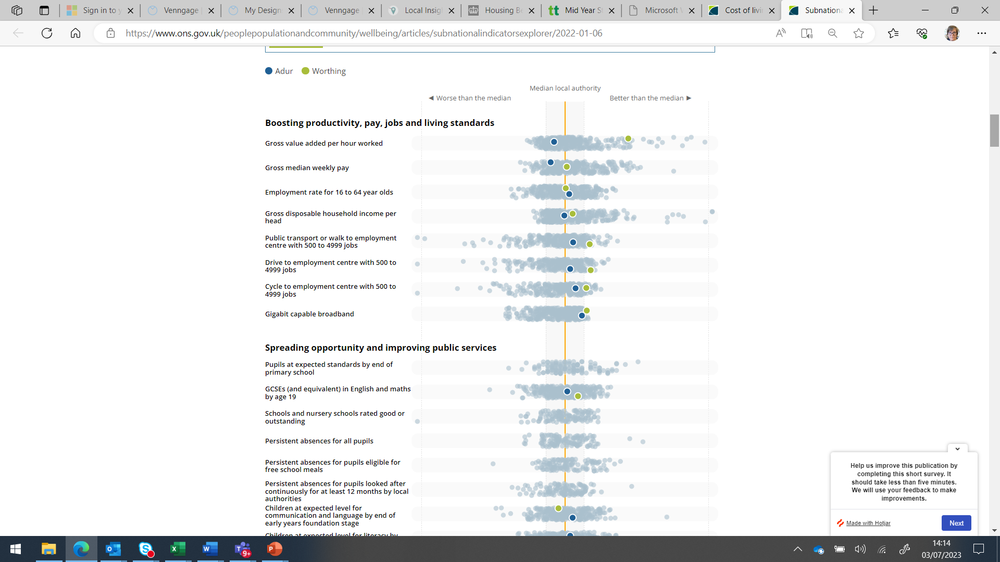 Sign in to y
Venngage
My Design
Venngage
Local Insig
Housing Be
tt Mid Year S
Microsoft V
Cost of livi
Subnationa
https://www.ons.gov.uk/peoplepopulationandcommunity/wellbeing/articles/subnationalindicatorsexplorer/2022-01-06
Adur Worthing
Median local authority
◀ Worse than the median Better than the median ▶
Boosting productivity, pay, jobs and living standards
Gross value added per hour worked
Gross median weekly pay
Employment rate for 16 to 64 year olds
Gross disposable household income per
head
Public transport or walk to employment
centre with 500 to 4999 jobs
Drive to employment centre with 500 to
4999 jobs
Cycle to employment centre with 500 to
4999 jobs
Gigabit capable broadband
Spreading opportunity and improving public services
Pupils at expected standards by end of
primary school
GCSEs (and equivalent) in English and maths
by age 19
Schools and nursery schools rated good or
outstanding
Persistent absences for all pupils
Persistent absences for pupils eligible for
free school meals
Persistent absences for pupils looked after
continuously for at least 12 months by local
authorities
Children at expected level for
communication and language by end of
early years foundation stage
Children at expected level for literacy by
Help us improve this publication by
completing this short survey. It
should take less than five minutes.
We will use your feedback to make
improvements.
Made with Hotjar
Next
9+
14:14
03/07/2023